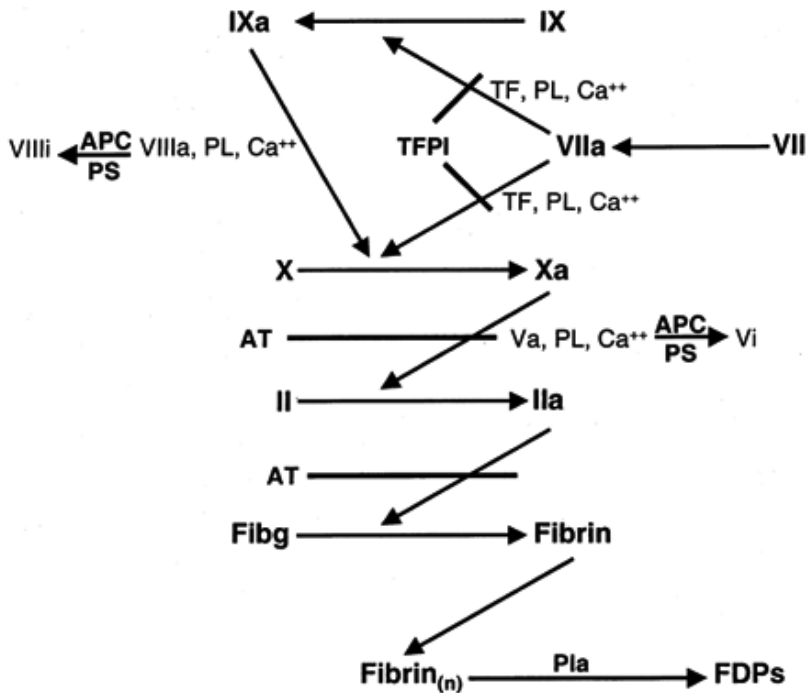 IXa IX
TF, PL, Ca++
VIIIi APC VIIIa, PL, Ca++ TFPI VIIa VII
PS
TF, PL, Ca++
X Xa
AT Va, PL, Ca++ APC Vi
PS
II IIa
AT
Fibg Fibrin
Fibrin(n) Pla FDPs